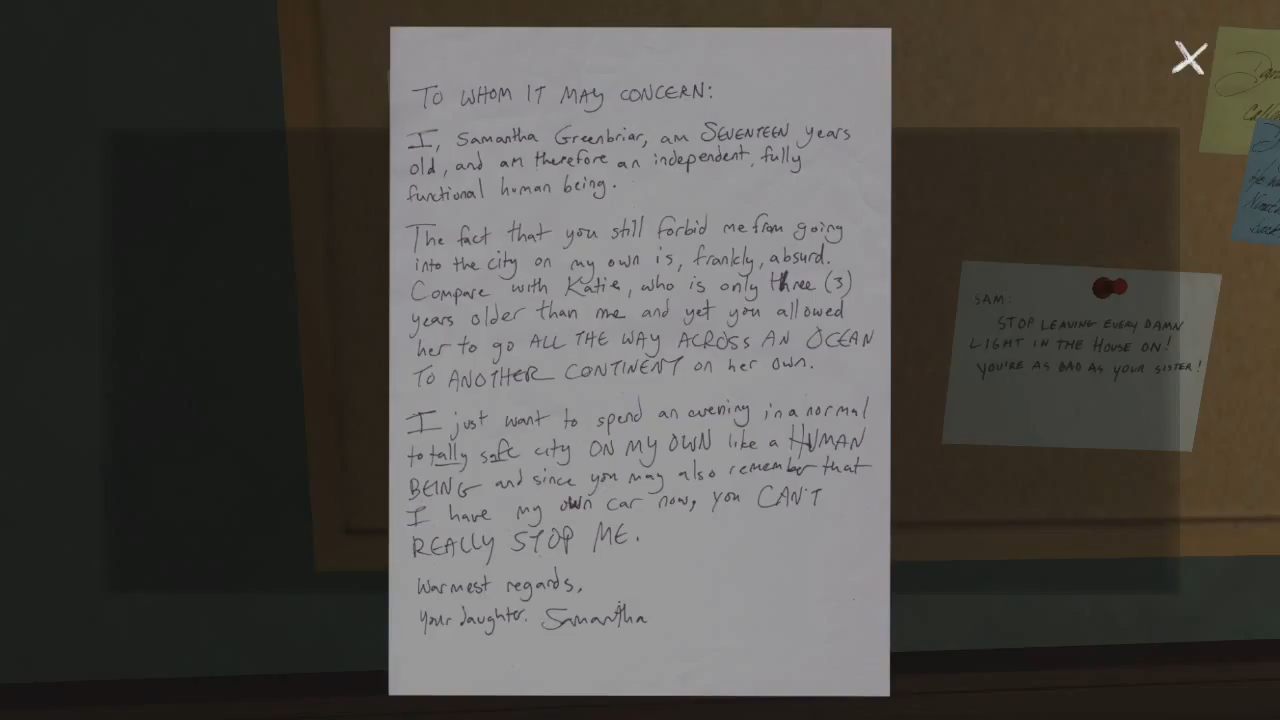 TO WHOM IT MAY CONCERN:
I, Samantha Greenbriar, am SEVENTEEN years
old, and am therefore an independent, fully
functional human being.
The fact that you still forbid me from going
into the city on my own is, frankly, absurd.
Compare with Katie, who is only three (3)
years older than me and yet you allowed
her to go ALL THE WAY ACROSS AN OCEAN
TO ANOTHER CONTINENT on her own.
I just want to spend an evening in a normal
totally safe city ON MY OWN like a HUMAN
BEING and since you may also remember that
I have my own car now, you CAN'T
REALLY STOP ME.
Warmest regards,
Your daughter. Samantha
SAM:
STOP LEAVING EVERY DAMN
LIGHT IN THE HOUSE ON!
YOU'RE AS BAD AS YOUR SISTER!